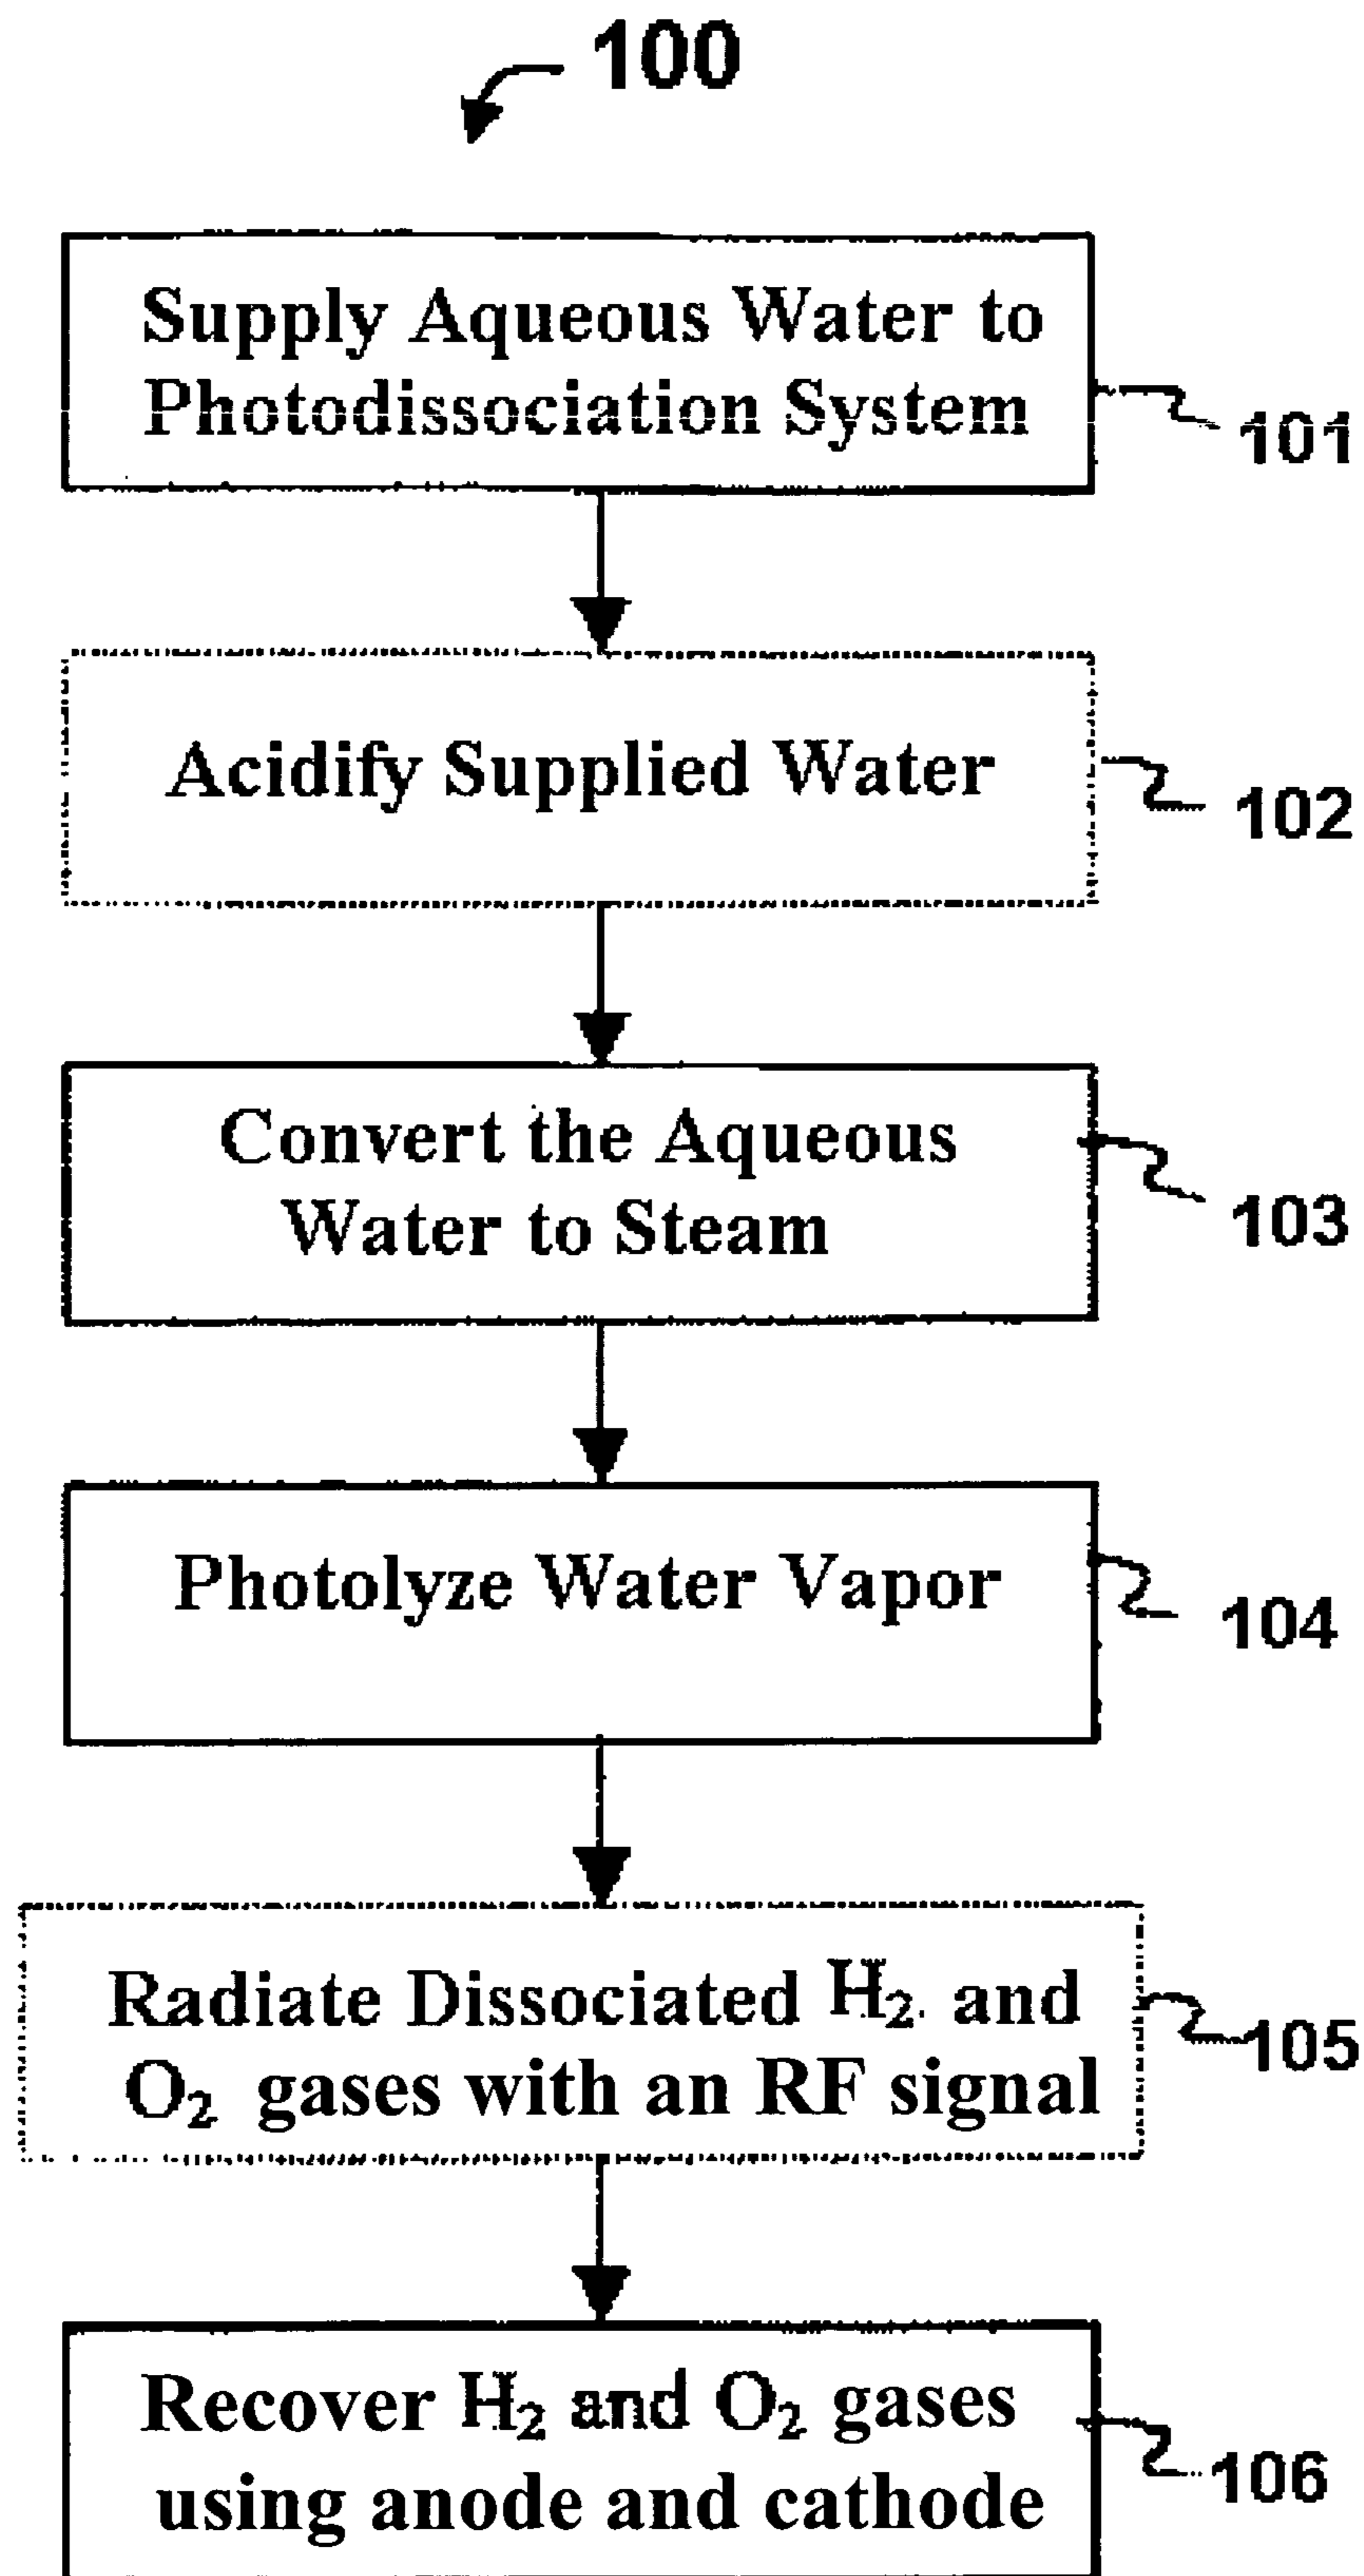 100
Supply Aqueous Water to
Photodissociation System
101
Acidify Supplied Water
102
Convert the Aqueous
Water to Steam
103
Photolyze Water Vapor
104
Radiate Dissociated H₂ and
O₂ gases with an RF signal
105
Recover H₂ and O₂ gases
using anode and cathode
106